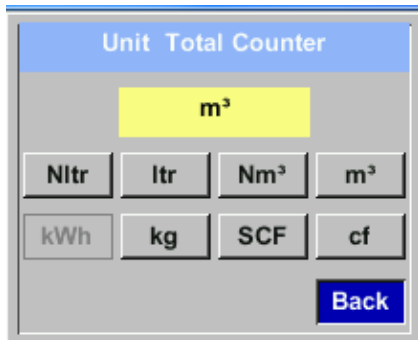 Unit Total Counter
m³
Nltr ltr Nm³ m³
kWh kg SCF cf
Back